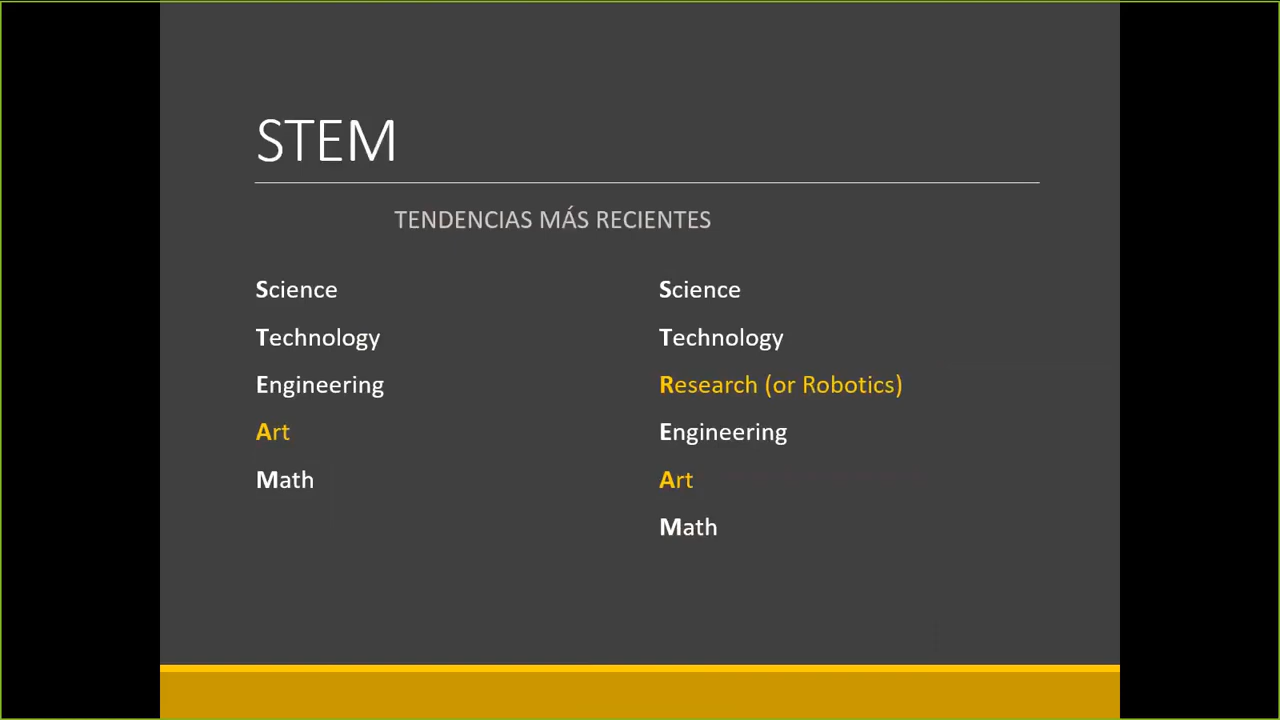 STEM
TENDENCIAS MÁS RECIENTES
Science
Technology
Engineering
Art
Math
Science
Technology
Research (or Robotics)
Engineering
Art
Math